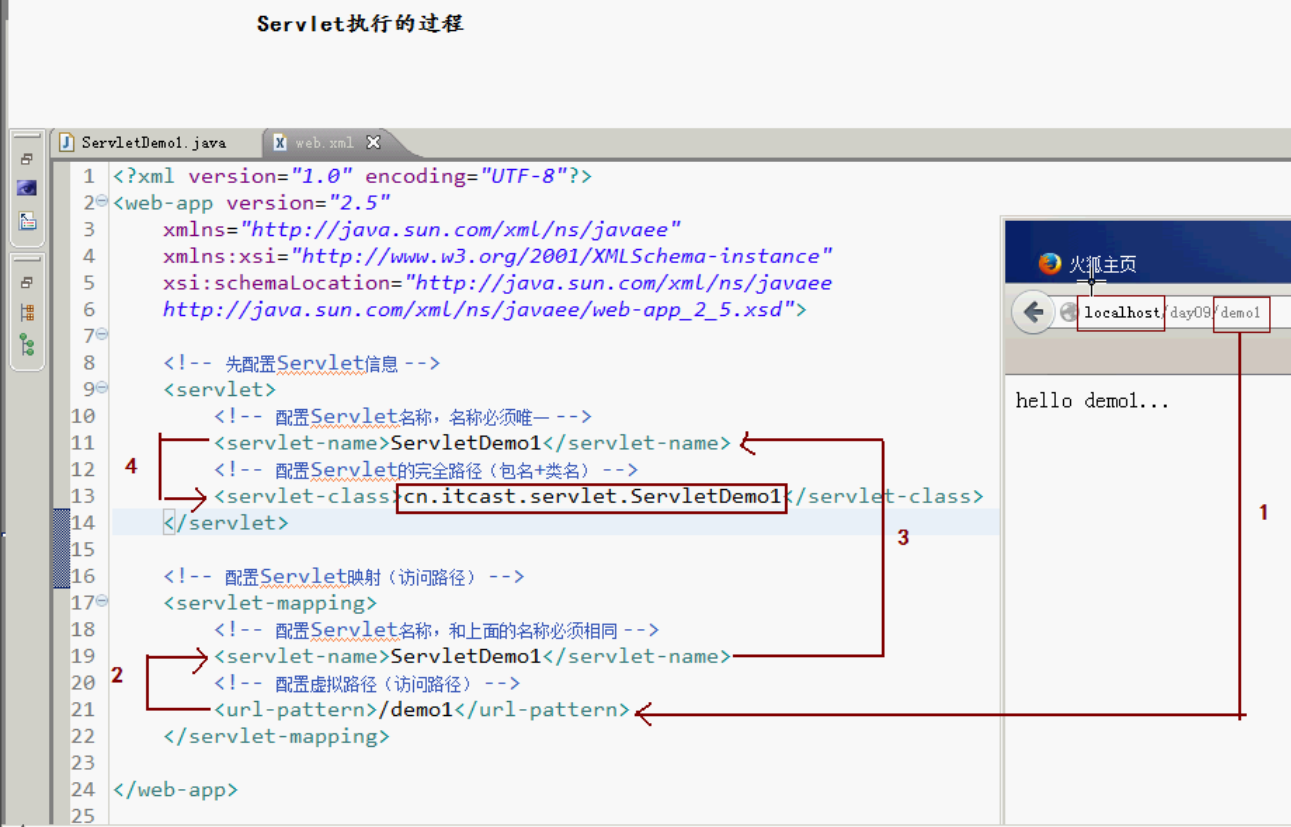 Servlet执行的过程
ServletDemo1.java
web.xml
1 <?xml version="1.0" encoding="UTF-8"?>
2 <web-app version="2.5"
3 xmlns="http://java.sun.com/xml/ns/javaee"
4 xmlns:xsi="http://www.w3.org/2001/XMLSchema-instance"
5 xsi:schemaLocation="http://java.sun.com/xml/ns/javaee
6 http://java.sun.com/xml/ns/javaee/web-app_2_5.xsd">
7
8 <!-- 先配置Servlet信息 -->
9 <servlet>
10 <!-- 配置Servlet名称，名称必须唯一 -->
11 <servlet-name>ServletDemo1</servlet-name>
12 <!-- 配置Servlet的完全路径（包名+类名） -->
13 <servlet-class>cn.itcast.servlet.ServletDemo1</servlet-class>
14 </servlet>
15
16 <!-- 配置Servlet映射（访问路径） -->
17 <servlet-mapping>
18 <!-- 配置Servlet名称，和上面的名称必须相同 -->
19 <servlet-name>ServletDemo1</servlet-name>
20 <!-- 配置虚拟路径（访问路径） -->
21 <url-pattern>/demo1</url-pattern>
22 </servlet-mapping>
23
24 </web-app>
25
4
2
3
1
火狐主页
localhost/day09/demo1
hello demo1...